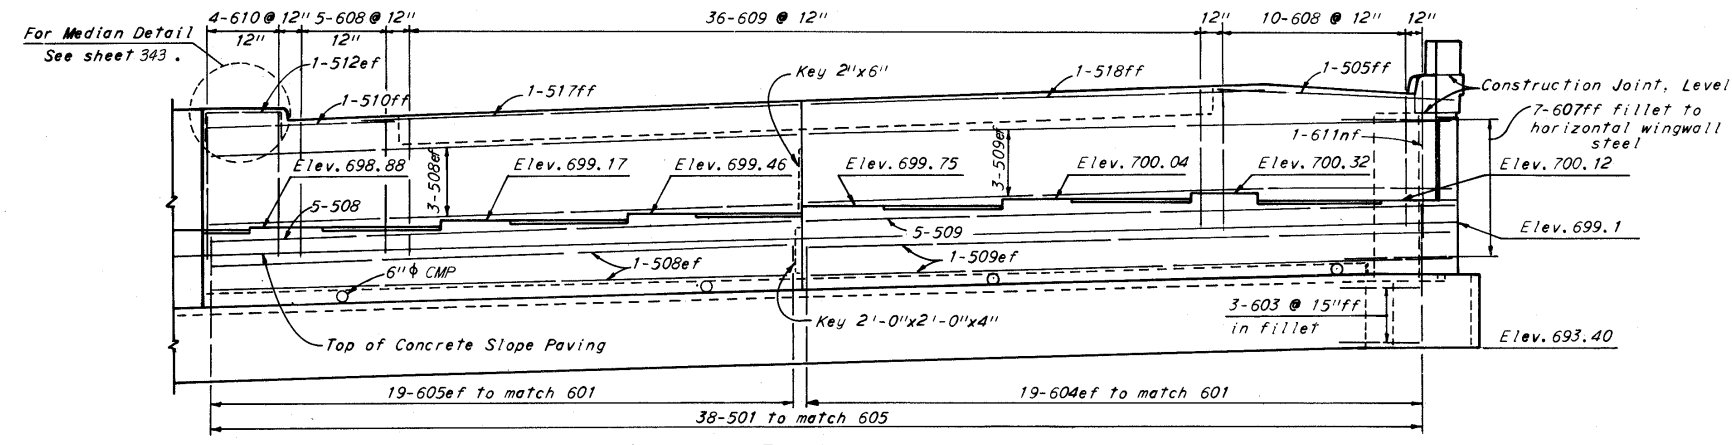 4-610 @ 12" 5-608 @ 12" 36-609 @ 12" 12" 10-608 @ 12" 12"
12" 12"
For Median Detail
See sheet 343.
1-512ef
1-510ff
1-517ff
Key 2"x6"
1-518ff
1-505ff
Construction Joint, Level
7-607ff fillet to
horizontal wingwall
steel
1-611nf
3-508ef
3-509ef
Elev. 698.88
Elev. 699.17
Elev. 699.46
Elev. 699.75
Elev. 700.04
Elev. 700.32
Elev. 700.12
5-508
5-509
Elev. 699.1
1-508ef
1-509ef
6" ϕ CMP
3-603 @ 15"ff
in fillet
Key 2'-0"x2'-0"x4"
Elev. 693.40
Top of Concrete Slope Paving
19-605ef to match 601
19-604ef to match 601
38-501 to match 605